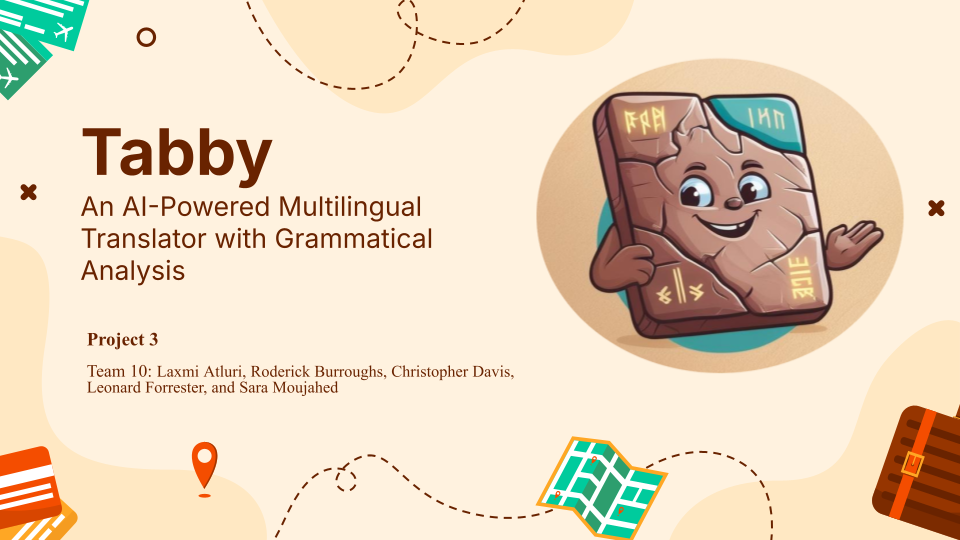 Tabby
An AI-Powered Multilingual
Translator with Grammatical
Analysis
Project 3
Team 10: Laxmi Atluri, Roderick Burroughs, Christopher Davis,
Leonard Forrester, and Sara Moujahed